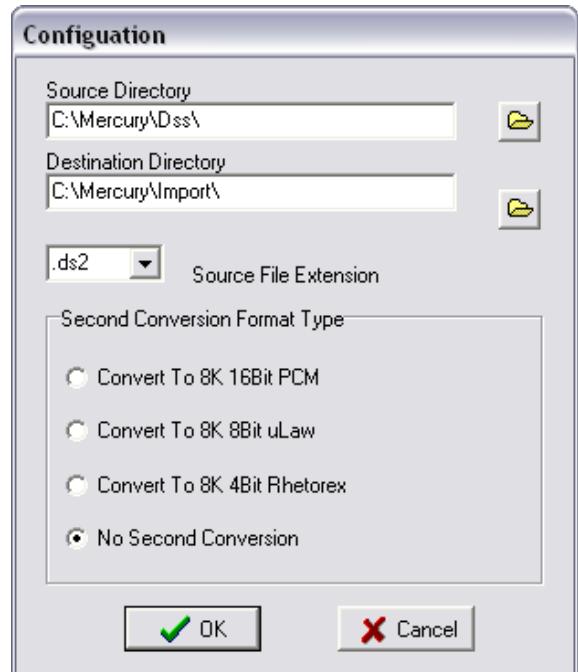 Configuation
Source Directory
C:\Mercury\Dss\
Destination Directory
C:\Mercury\Import\
.ds2
Source File Extension
Second Conversion Format Type
Convert To 8K 16Bit PCM
Convert To 8K 8Bit uLaw
Convert To 8K 4Bit Rhetorex
No Second Conversion
OK
Cancel